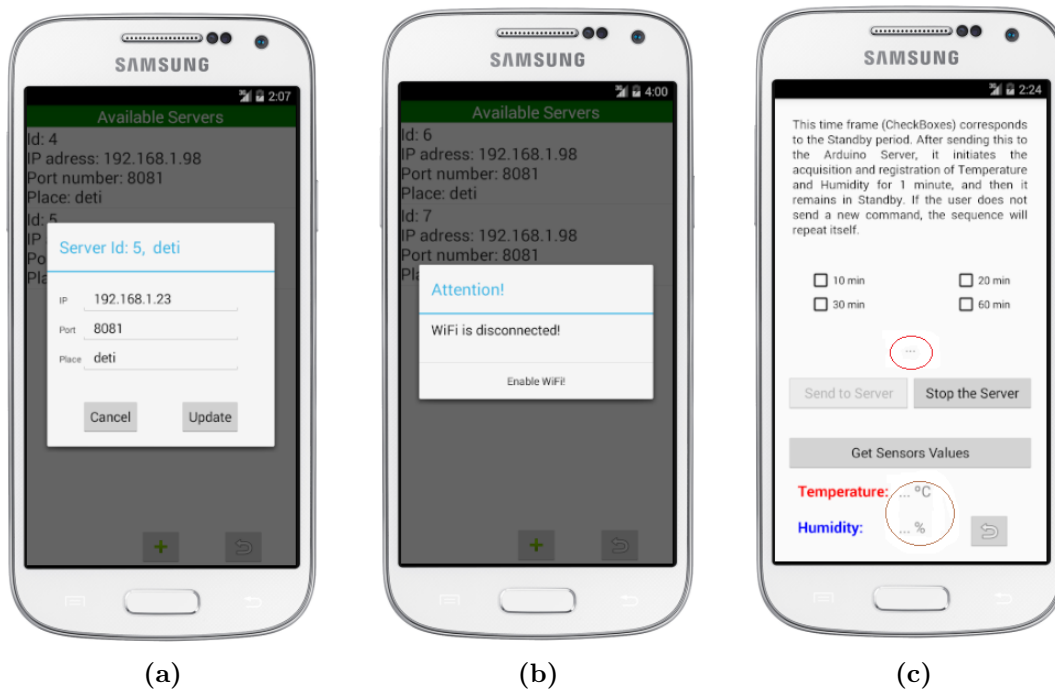 SAMSUNG
3G 2:07
Available Servers
Id: 4
IP adress: 192.168.1.98
Port number: 8081
Place: deti
Id: 5
IP
Po
Pla
Server Id: 5, deti
IP 192.168.1.23
Port 8081
Place deti
Cancel Update
+
(a)
SAMSUNG
3G 4:00
Available Servers
Id: 6
IP adress: 192.168.1.98
Port number: 8081
Place: deti
Id: 7
IP adress: 192.168.1.98
Port number: 8081
Pla
Attention!
WiFi is disconnected!
Enable WiFi!
+
(b)
SAMSUNG
3G 2:24
This time frame (CheckBoxes) corresponds
to the Standby period. After sending this to
the Arduino Server, it initiates the
acquisition and registration of Temperature
and Humidity for 1 minute, and then it
remains in Standby. If the user does not
send a new command, the sequence will
repeat itself.
10 min 20 min
30 min 60 min
...
Send to Server Stop the Server
Get Sensors Values
Temperature: ... °C
Humidity: ... %
(c)